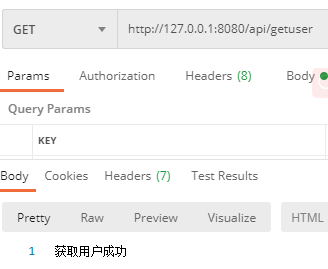 GET http://127.0.0.1:8080/api/getuser
Params Authorization Headers (8) Body
Query Params
KEY
Body Cookies Headers (7) Test Results
Pretty Raw Preview Visualize HTML
1 获取用户成功